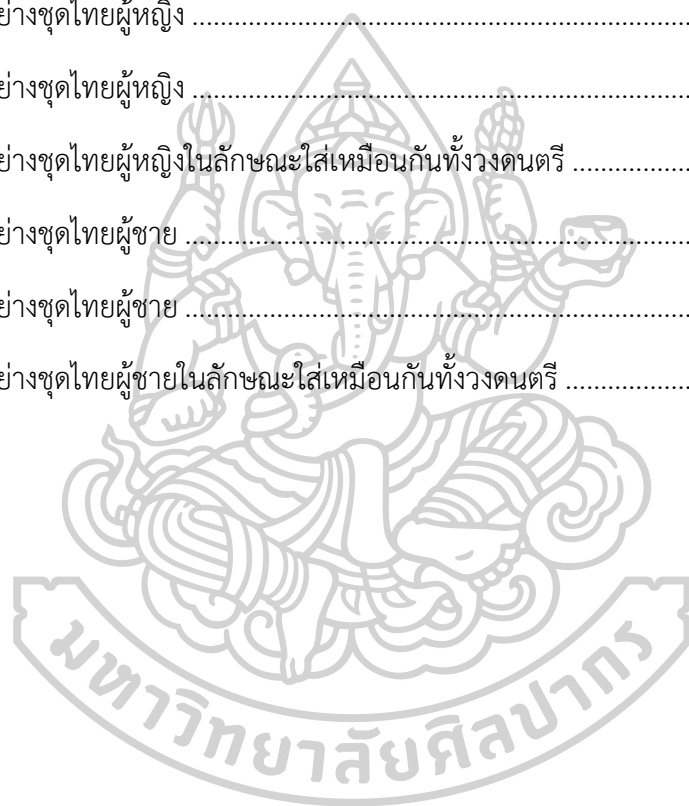 ย่างชุดไทยผู้หญิง ................................................................................
ย่างชุดไทยผู้หญิง ................................................................................
ย่างชุดไทยผู้หญิงในลักษณะใส่เหมือนกันทั้งวงดนตรี ...................
ย่างชุดไทยผู้ชาย .................................................................................
ย่างชุดไทยผู้ชาย .................................................................................
ย่างชุดไทยผู้ชายในลักษณะใส่เหมือนกันทั้งวงดนตรี ....................
มหาวิทยาลัยศิลปากร